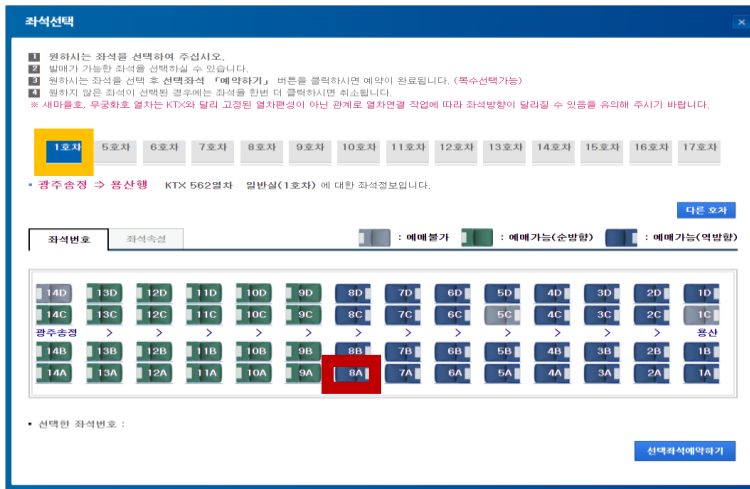 좌석선택
×
1 원하시는 좌석을 선택하여 주십시오.
2 발매가 가능한 좌석을 선택하실 수 있습니다.
3 원하시는 좌석을 선택 후 선택좌석 「예약하기」 버튼을 클릭하시면 예약이 완료됩니다. (복수선택가능)
4 원하지 않은 좌석이 선택된 경우에는 좌석을 한번 더 클릭하시면 취소됩니다.
※ 새마을호, 무궁화호 열차는 KTX와 달리 고정된 열차편성이 아닌 관계로 열차연결 작업에 따라 좌석방향이 달리질 수 있음을 유의해 주시기 바랍니다.
1호차 5호차 6호차 7호차 8호차 9호차 10호차 11호차 12호차 13호차 14호차 15호차 16호차 17호차
• 광주송정 ⇒ 용산행 KTX 562열차 일반실(1호차) 에 대한 좌석정보입니다.
다른 호차
좌석번호 좌석속성 : 예매불가 : 예매가능(순방향) : 예매가능(역방향)
14D 13D 12D 11D 10D 9D 8D 7D 6D 5D 4D 3D 2D 1D
14C 13C 12C 11C 10C 9C 8C 7C 6C 5C 4C 3C 2C 1C
광주송정 > > > > > > > > > > > > 용산
14B 13B 12B 11B 10B 9B 8B 7B 6B 5B 4B 3B 2B 1B
14A 13A 12A 11A 10A 9A 8A 7A 6A 5A 4A 3A 2A 1A
• 선택한 좌석번호 :
선택좌석예약하기